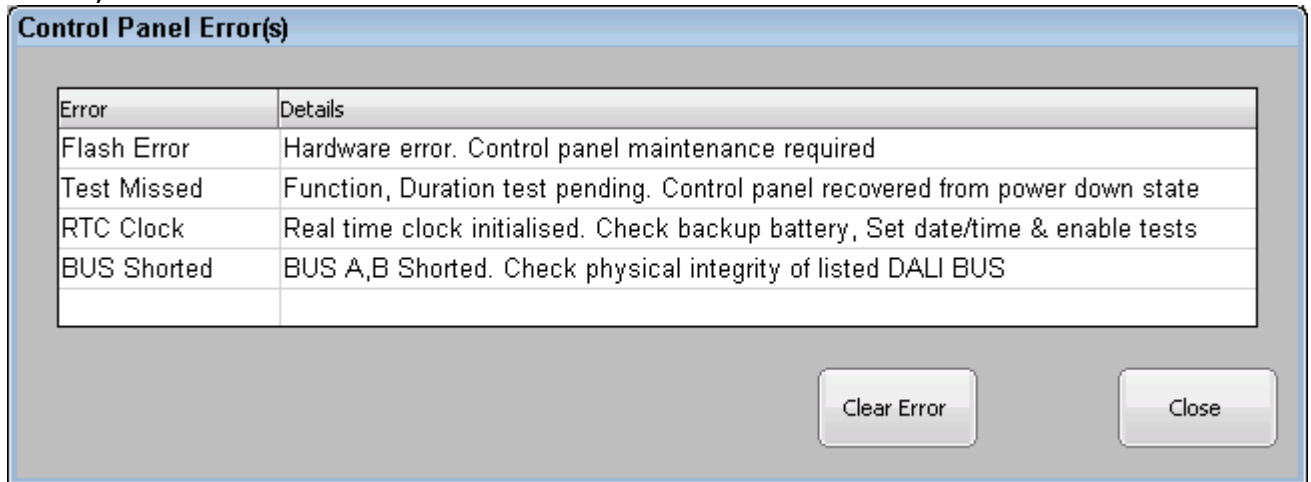 Control Panel Error(s)
Error Details
Flash Error Hardware error. Control panel maintenance required
Test Missed Function, Duration test pending. Control panel recovered from power down state
RTC Clock Real time clock initialised. Check backup battery, Set date/time & enable tests
BUS Shorted BUS A,B Shorted. Check physical integrity of listed DALI BUS
Clear Error Close